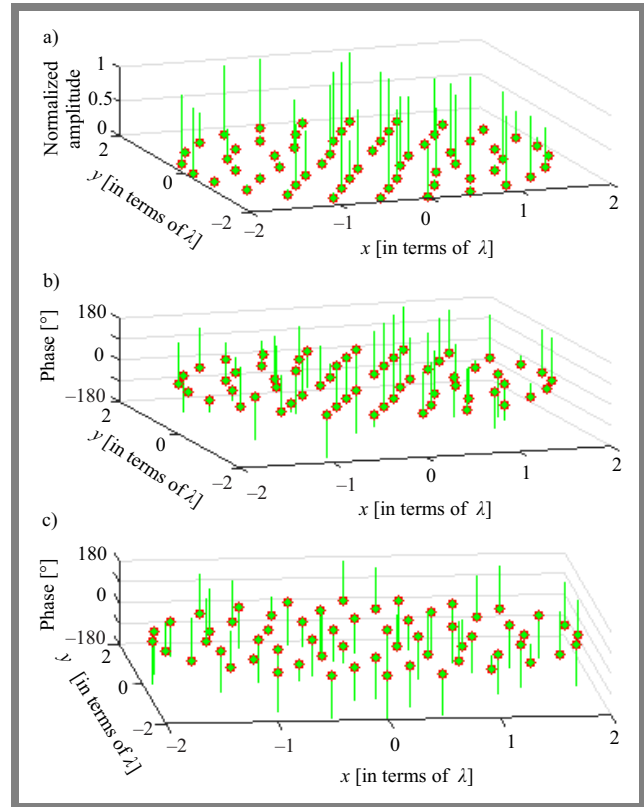 a)
Normalized
amplitude
1
0.5
0
2
0
−2
y [in terms of λ]
−2
−1
0
1
2
x [in terms of λ]
b)
Phase [°]
180
0
−180
2
0
−2
y [in terms of λ]
−2
−1
0
1
2
x [in terms of λ]
c)
Phase [°]
180
0
−180
2
0
−2
y [in terms of λ]
−2
−1
0
1
2
x [in terms of λ]